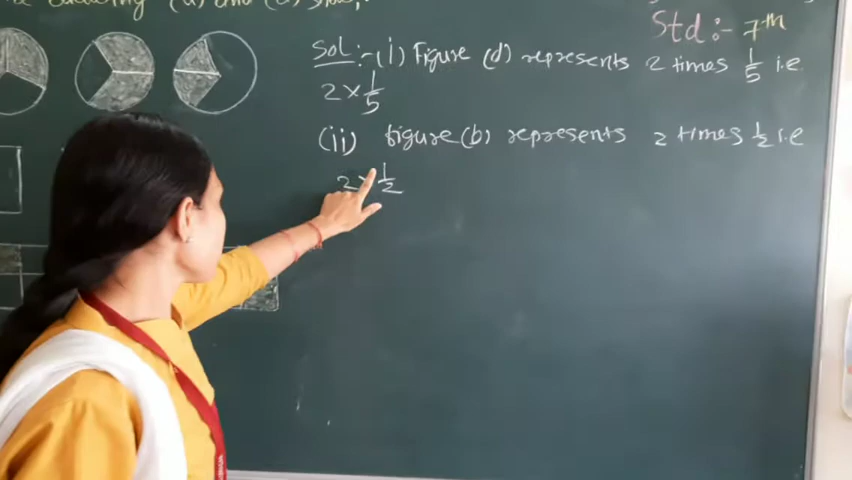 Std :- 7th
Sol :- (i) Figure (d) represents 2 times 1/5 i.e
2 × 1/5
(ii) figure (b) represents 2 times 1/2 i.e
2 × 1/2